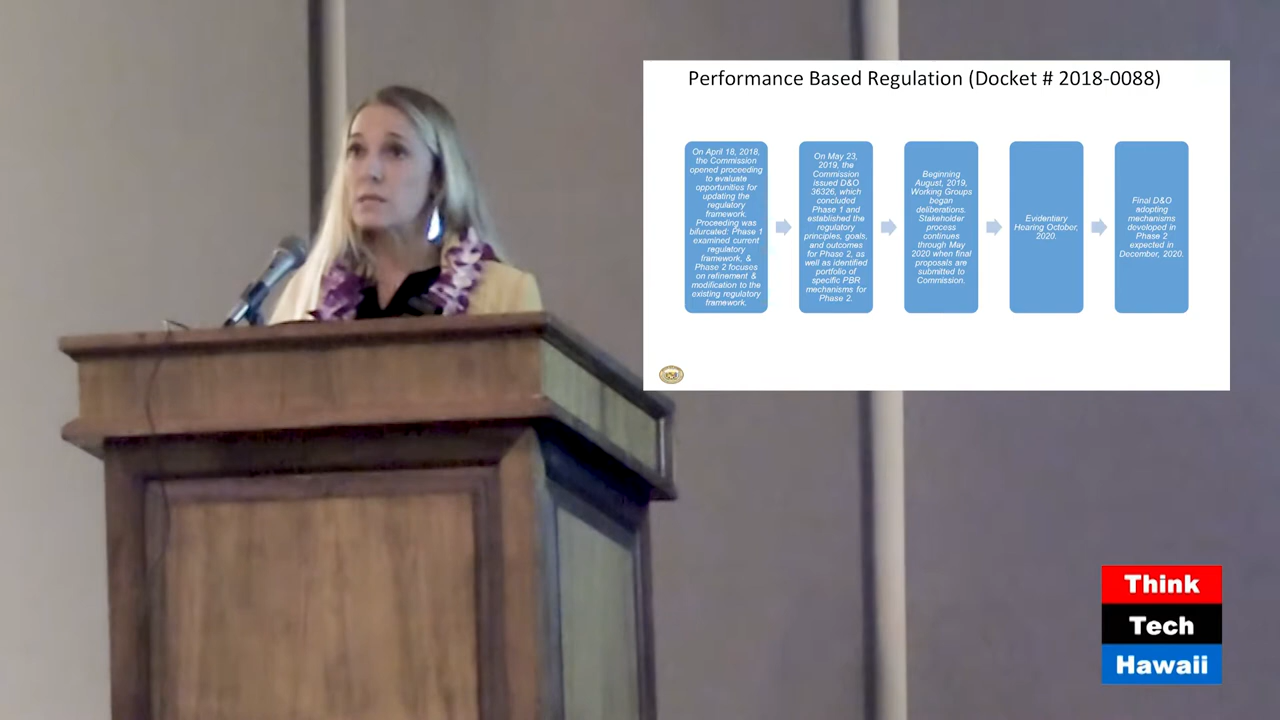 Performance Based Regulation (Docket # 2018-0088)
On April 18, 2018,
the Commission
opened proceeding
to evaluate
opportunities for
updating the
regulatory
framework.
Proceeding was
bifurcated: Phase 1
examined current
regulatory
framework, &
Phase 2 focuses
on refinement &
modification to the
existing regulatory
framework.
On May 23,
2019, the
Commission
issued D&O
36326, which
concluded
Phase 1 and
established the
regulatory
principles, goals,
and outcomes
for Phase 2, as
well as identified
portfolio of
specific PBR
mechanisms for
Phase 2.
Beginning
August, 2019,
Working Groups
began
deliberations.
Stakeholder
process
continues
through May
2020 when final
proposals are
submitted to
Commission.
Evidentiary
Hearing October,
2020.
Final D&O
adopting
mechanisms
developed in
Phase 2
expected in
December, 2020.
Think
Tech
Hawaii